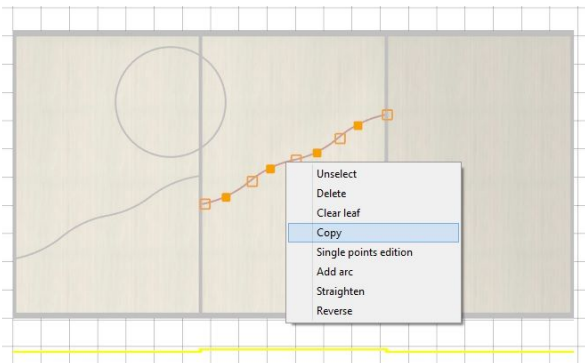 Unselect
Delete
Clear leaf
Copy
Single points edition
Add arc
Straighten
Reverse